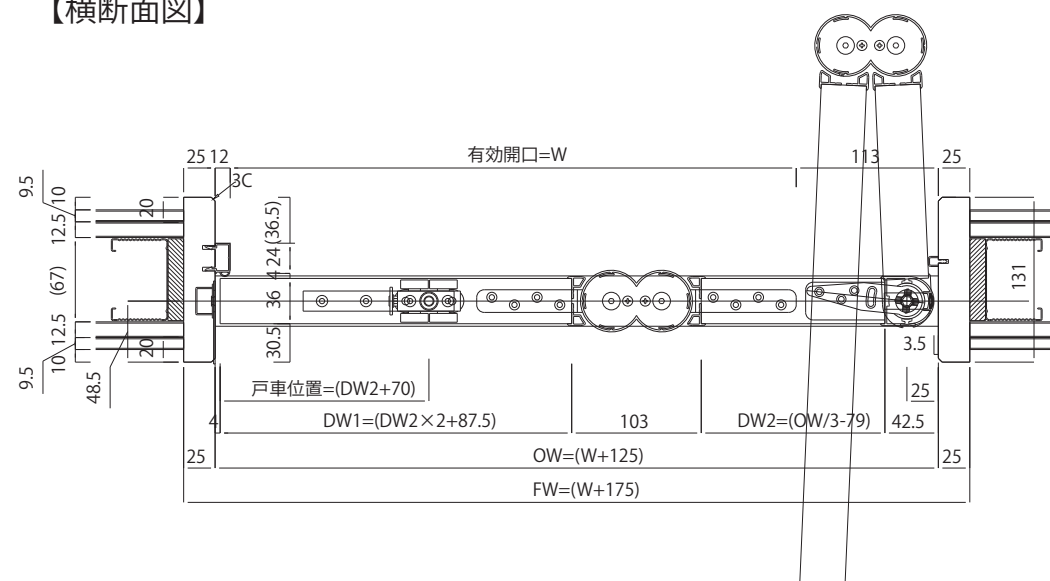 【横断面図】
25 12 有効開口=W 113 25
3C
9.5 10 20 (36.5)
12.5 24
(67) 4 36 131
12.5 30.5
9.5 10 20 3.5
48.5
戸車位置=(DW2+70) 25
4 DW1=(DW2×2+87.5) 103 DW2=(OW/3-79) 42.5
25 OW=(W+125) 25
FW=(W+175)